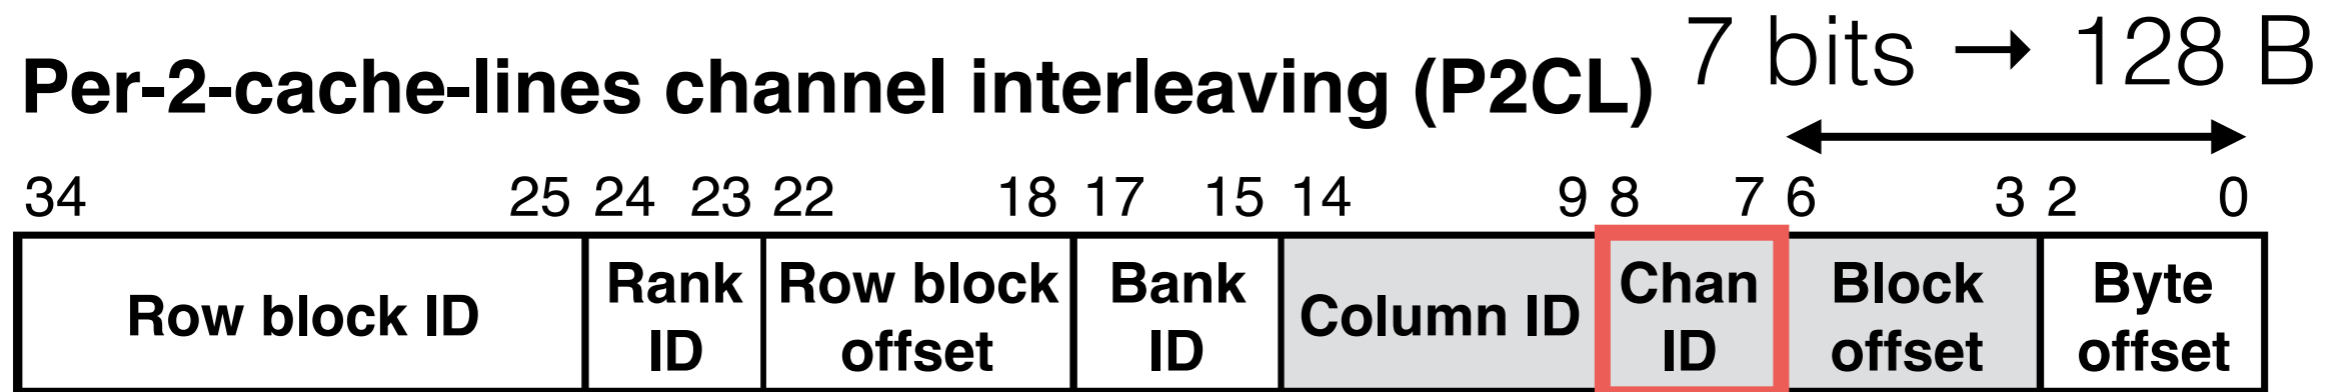 Per-2-cache-lines channel interleaving (P2CL) 7 bits → 128 B
34 25 24 23 22 18 17 15 14 9 8 7 6 3 2 0
Row block ID
Rank
ID
Row block
offset
Bank
ID
Column ID
Chan
ID
Block
offset
Byte
offset